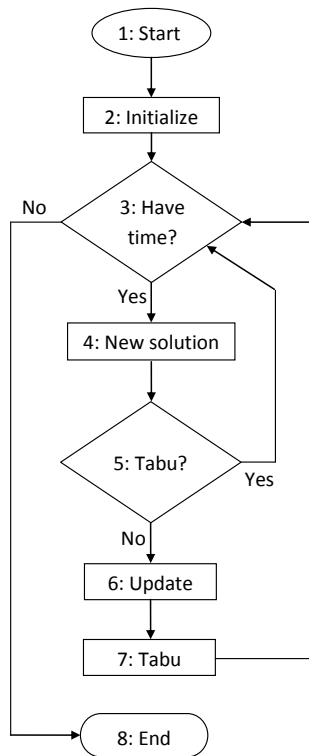 1: Start
2: Initialize
No
3: Have
time?
Yes
4: New solution
5: Tabu?
Yes
No
6: Update
7: Tabu
8: End